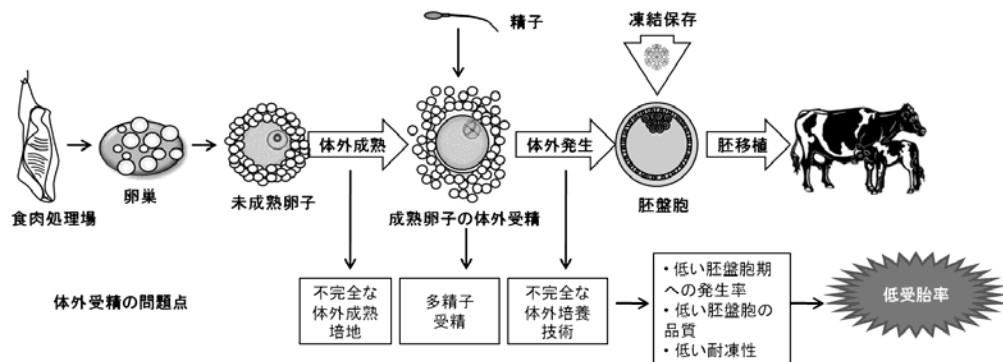 精子
凍結保存
体外成熟
体外発生
胚移植
食肉処理場
卵巣
未成熟卵子
成熟卵子の体外受精
胚盤胞
体外受精の問題点
不完全な
体外成熟
培地
多精子
受精
不完全な
体外培養
技術
・低い胚盤胞期
への発生率
・低い胚盤胞の
品質
・低い耐凍性
低受胎率